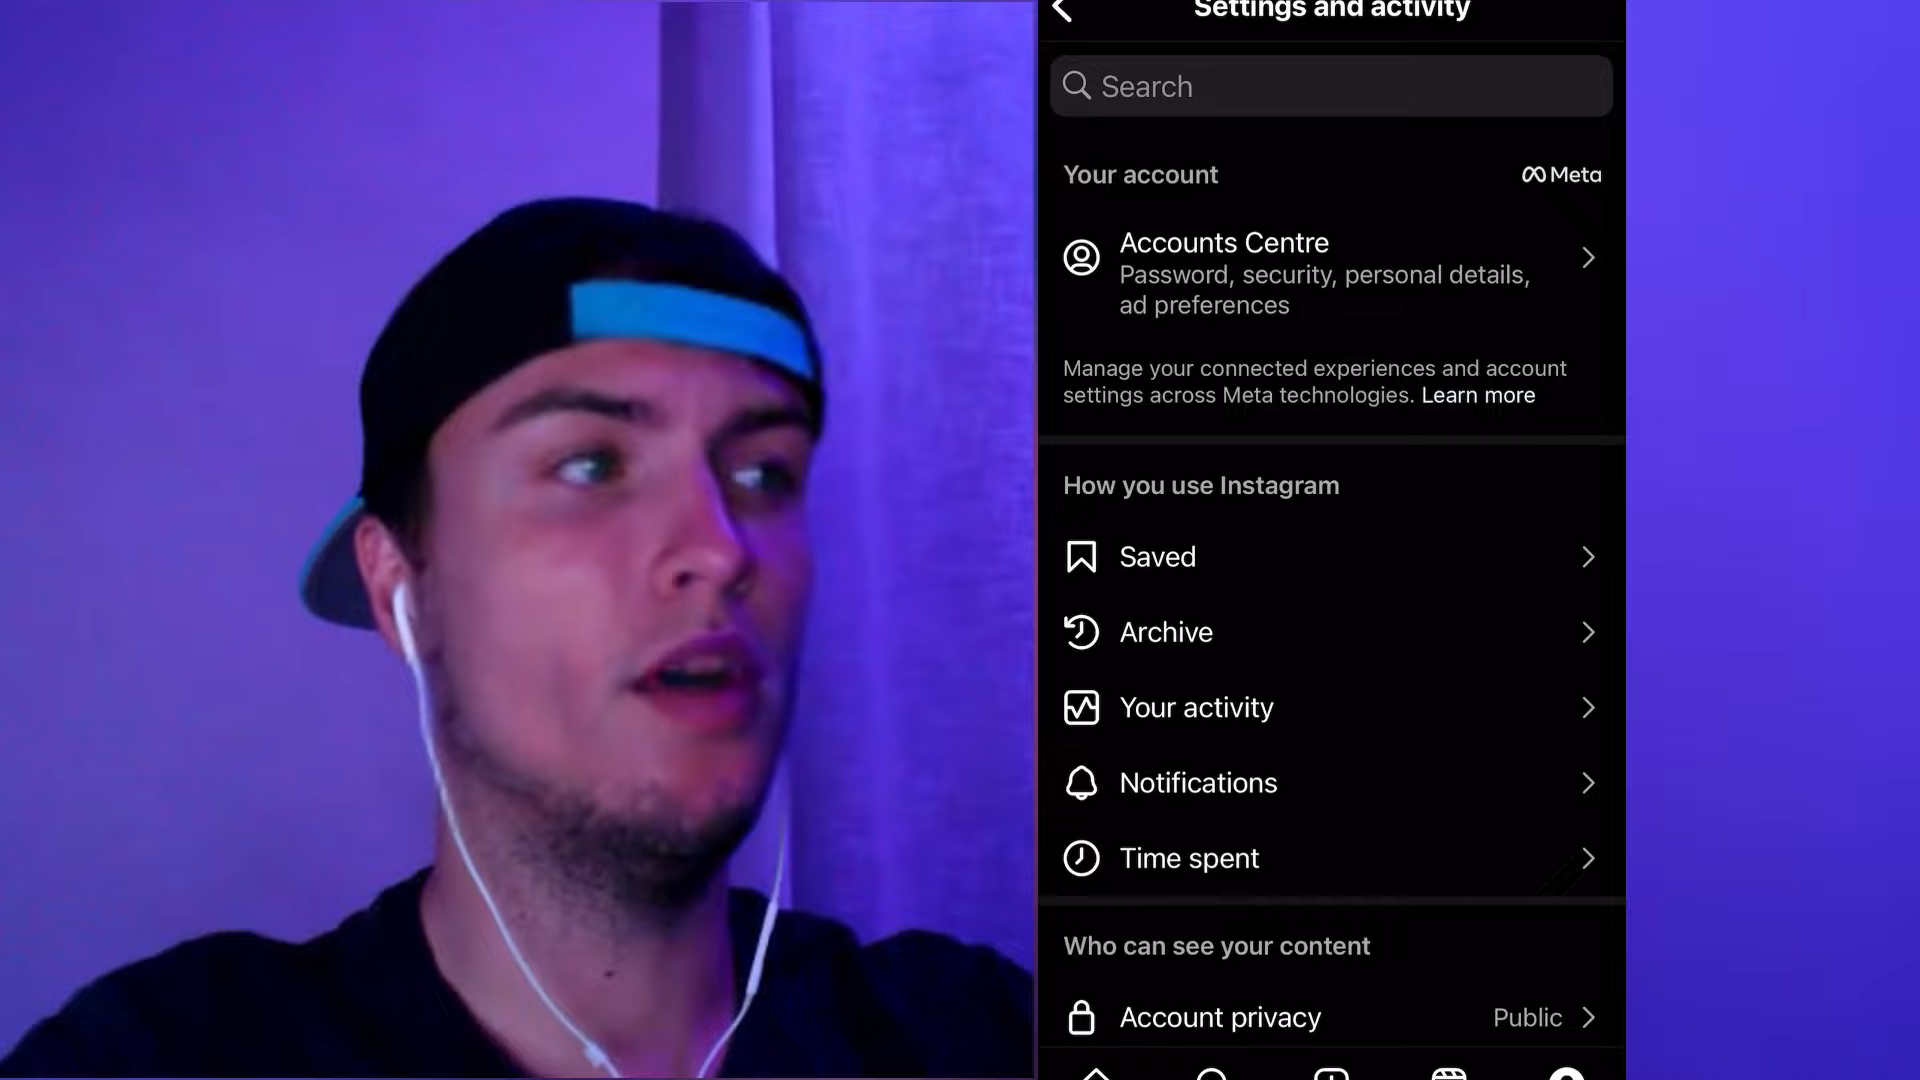 Settings and activity
Search
Your account
Meta
Accounts Centre
Password, security, personal details,
ad preferences
Manage your connected experiences and account
settings across Meta technologies. Learn more
How you use Instagram
Saved
Archive
Your activity
Notifications
Time spent
Who can see your content
Account privacy
Public